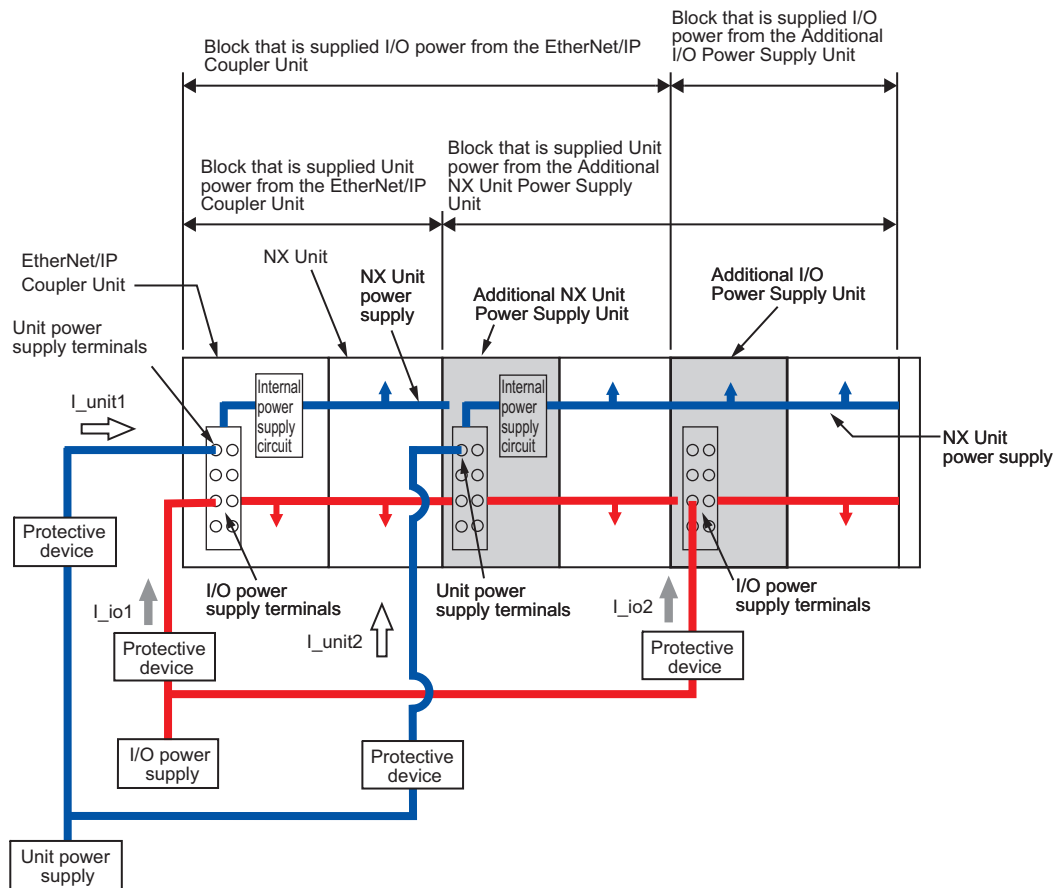 Block that is supplied I/O power from the EtherNet/IP
Coupler Unit
Block that is supplied I/O
power from the Additional
I/O Power Supply Unit
Block that is supplied Unit
power from the EtherNet/IP
Coupler Unit
Block that is supplied Unit
power from the Additional
NX Unit Power Supply
Unit
EtherNet/IP
Coupler Unit
NX Unit
NX Unit
power
supply
Additional NX Unit
Power Supply Unit
Additional I/O
Power Supply Unit
Unit power
supply terminals
I_unit1
Internal
power
supply
circuit
Internal
power
supply
circuit
NX Unit
power supply
Protective
device
I/O power
supply terminals
Unit power
supply terminals
I/O power
supply terminals
I_io1
I_unit2
I_io2
Protective
device
Protective
device
I/O power
supply
Protective
device
Unit power
supply